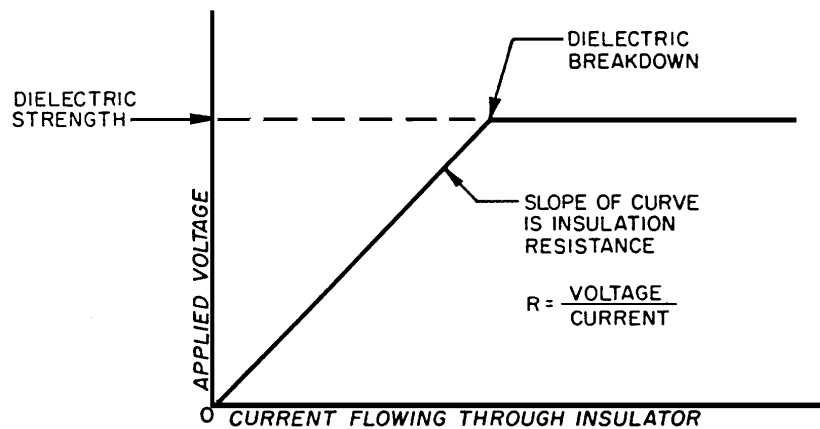 DIELECTRIC
BREAKDOWN
DIELECTRIC
STRENGTH
SLOPE OF CURVE
IS INSULATION
RESISTANCE
R = VOLTAGE
CURRENT
APPLIED VOLTAGE
0 CURRENT FLOWING THROUGH INSULATOR